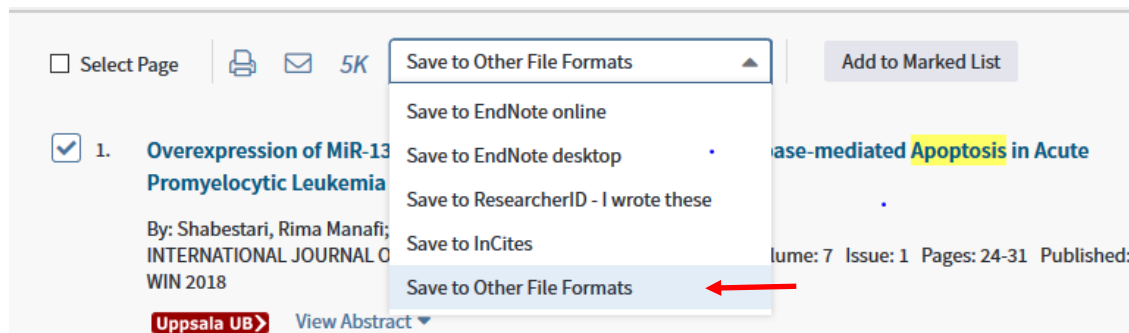 Select Page 5K Save to Other File Formats Add to Marked List
Save to EndNote online
Save to EndNote desktop
Save to ResearcherID - I wrote these
Save to InCites
Save to Other File Formats
1. Overexpression of MiR-13 ase-mediated Apoptosis in Acute
Promyelocytic Leukemia
By: Shabestari, Rima Manafi;
INTERNATIONAL JOURNAL O lume: 7 Issue: 1 Pages: 24-31 Published:
WIN 2018
Uppsala UB View Abstract